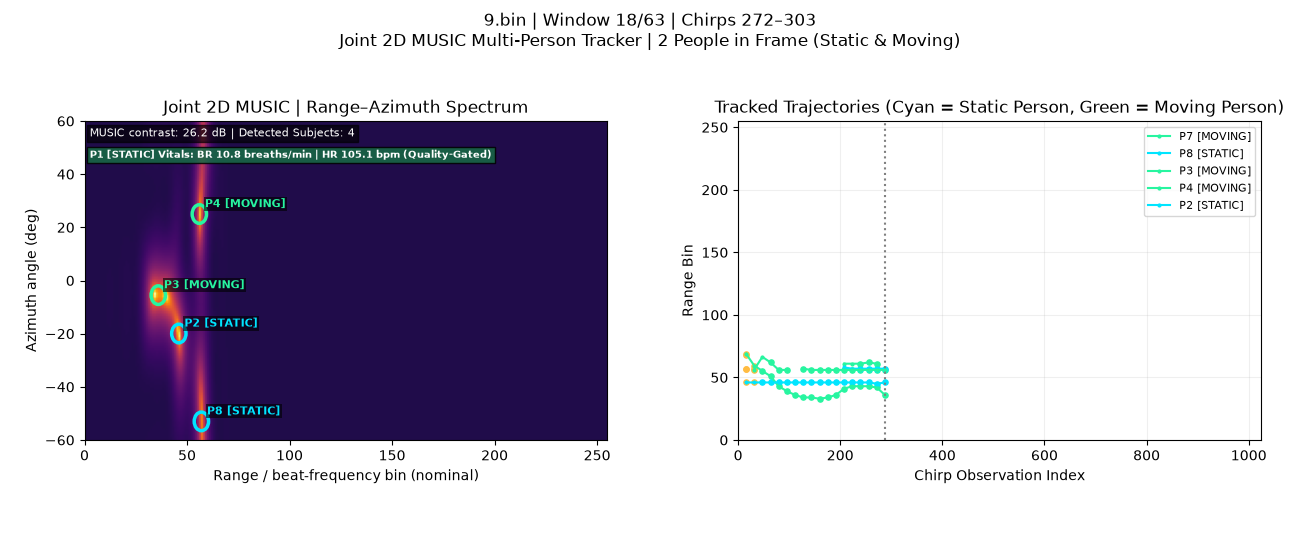 9.bin | Window 18/63 | Chirps 272–303
Joint 2D MUSIC Multi-Person Tracker | 2 People in Frame (Static & Moving)
Joint 2D MUSIC | Range–Azimuth Spectrum
MUSIC contrast: 26.2 dB | Detected Subjects: 4
P1 [STATIC] Vitals: BR 10.8 breaths/min | HR 105.1 bpm (Quality-Gated)
P4 [MOVING]
P3 [MOVING]
P2 [STATIC]
P8 [STATIC]
60
40
20
0
−20
−40
−60
Azimuth angle (deg)
0
50
100
150
200
250
Range / beat-frequency bin (nominal)
Tracked Trajectories (Cyan = Static Person, Green = Moving Person)
P7 [MOVING]
P8 [STATIC]
P3 [MOVING]
P4 [MOVING]
P2 [STATIC]
250
200
150
100
50
0
Range Bin
0
200
400
600
800
1000
Chirp Observation Index